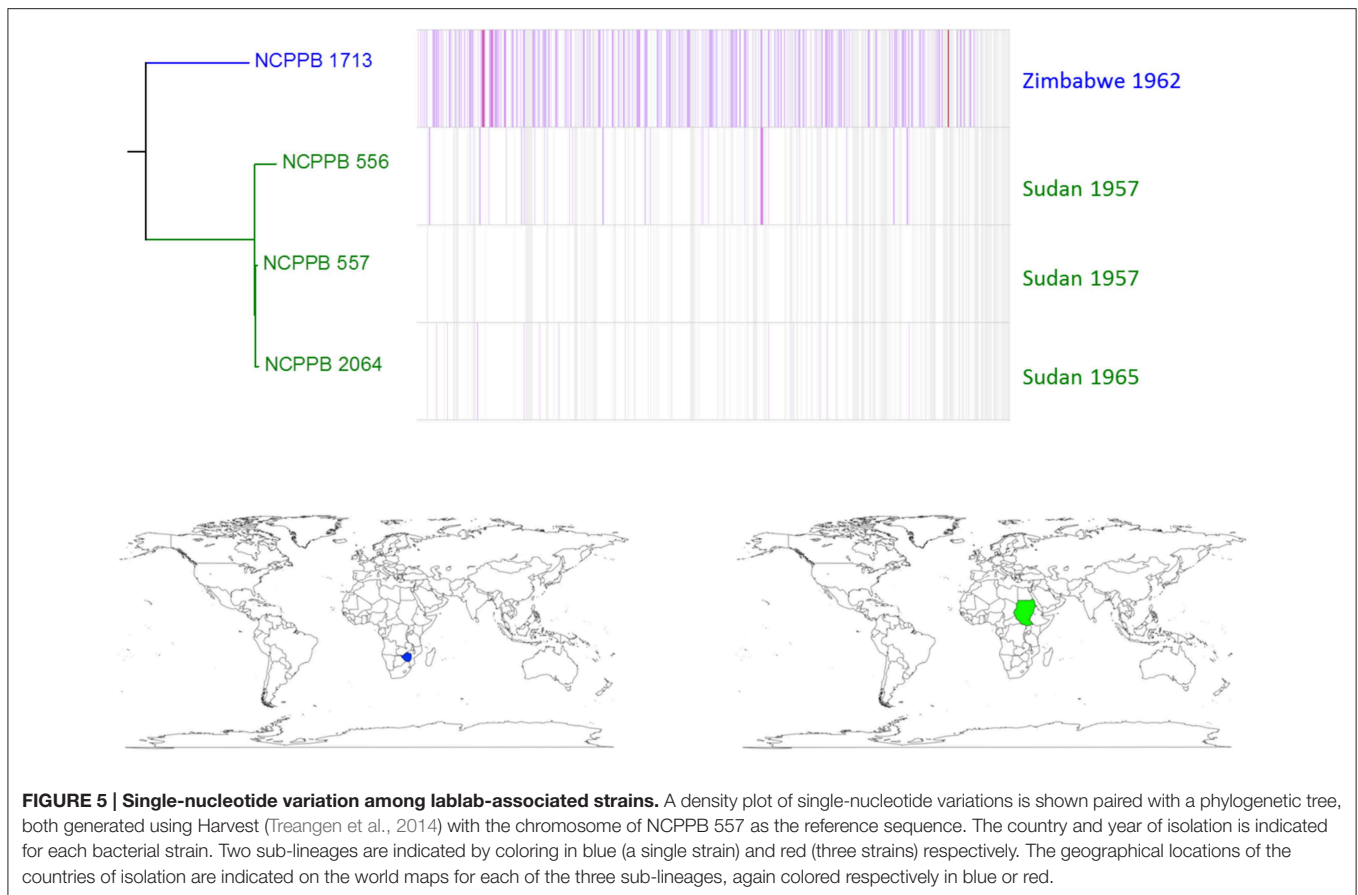 NCPPB 1713
Zimbabwe 1962
NCPPB 556
Sudan 1957
NCPPB 557
Sudan 1957
NCPPB 2064
Sudan 1965
FIGURE 5 | Single-nucleotide variation among lablab-associated strains. A density plot of single-nucleotide variations is shown paired with a phylogenetic tree,
both generated using Harvest (Treangen et al., 2014) with the chromosome of NCPPB 557 as the reference sequence. The country and year of isolation is indicated
for each bacterial strain. Two sub-lineages are indicated by coloring in blue (a single strain) and red (three strains) respectively. The geographical locations of the
countries of isolation are indicated on the world maps for each of the three sub-lineages, again colored respectively in blue or red.